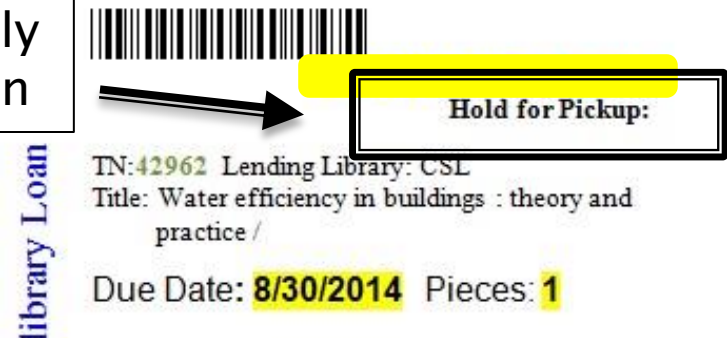 ly
n
Hold for Pickup:
TN:42962 Lending Library: CSL
Title: Water efficiency in buildings : theory and
practice /
Due Date: 8/30/2014 Pieces: 1
library Loan